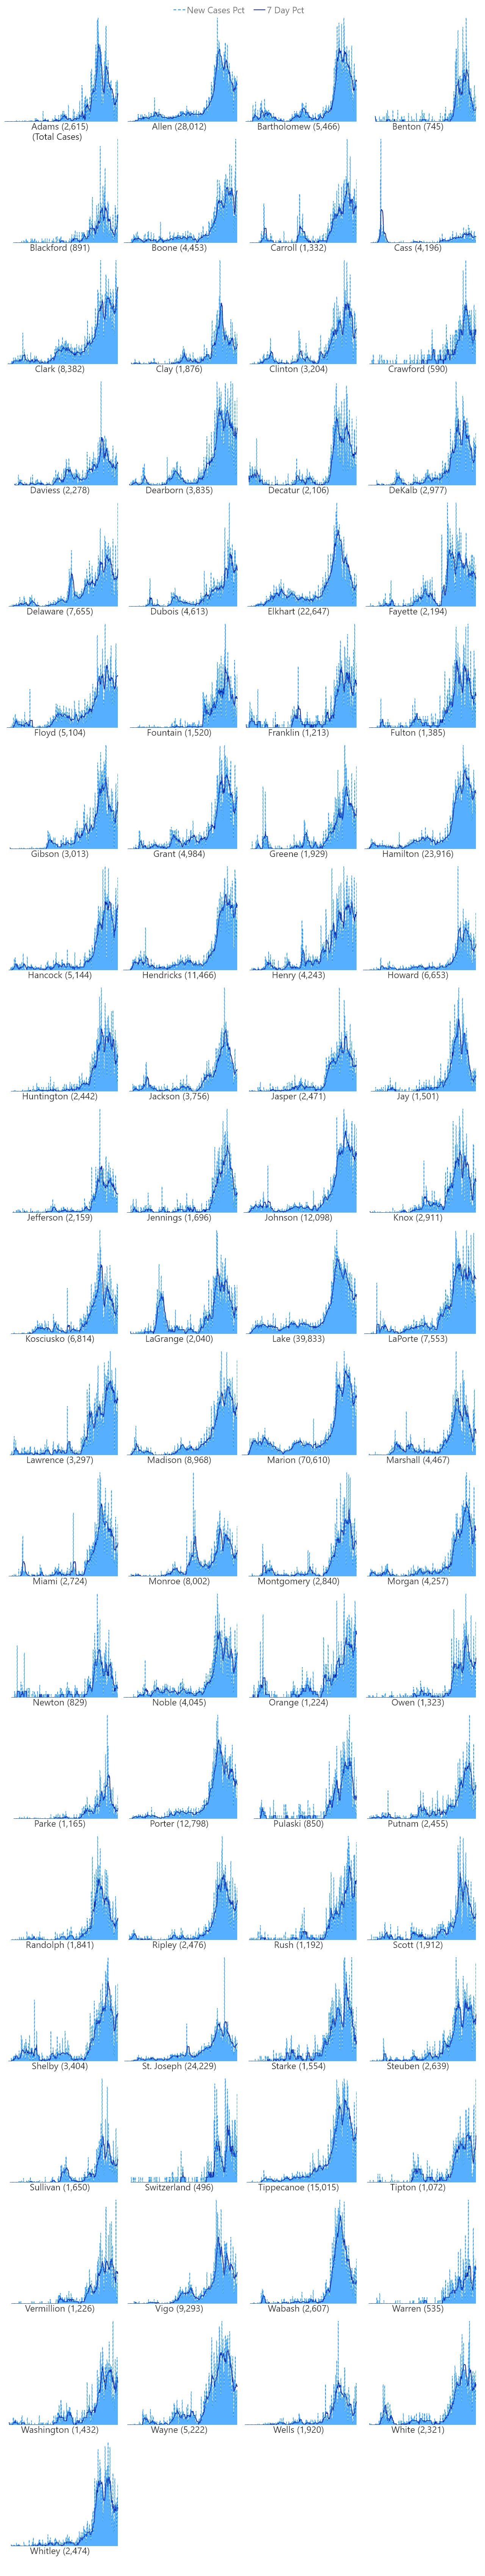 New Cases Pct 7 Day Pct
Adams (2,615) Allen (28,012) Bartholomew (5,466) Benton (745)
(Total Cases)
Blackford (891) Boone (4,453) Carroll (1,332) Cass (4,196)
Clark (8,382) Clay (1,876) Clinton (3,204) Crawford (590)
Daviess (2,278) Dearborn (3,835) Decatur (2,106) DeKalb (2,977)
Delaware (7,655) Dubois (4,613) Elkhart (22,647) Fayette (2,194)
Floyd (5,104) Fountain (1,520) Franklin (1,213) Fulton (1,385)
Gibson (3,013) Grant (4,984) Greene (1,929) Hamilton (23,916)
Hancock (5,144) Hendricks (11,466) Henry (4,243) Howard (6,653)
Huntington (2,442) Jackson (3,756) Jasper (2,471) Jay (1,501)
Jefferson (2,159) Jennings (1,696) Johnson (12,098) Knox (2,911)
Kosciusko (6,814) LaGrange (2,040) Lake (39,833) LaPorte (7,553)
Lawrence (3,297) Madison (8,968) Marion (70,610) Marshall (4,467)
Miami (2,724) Monroe (8,002) Montgomery (2,840) Morgan (4,257)
Newton (829) Noble (4,045) Orange (1,224) Owen (1,323)
Parke (1,165) Porter (12,798) Pulaski (850) Putnam (2,455)
Randolph (1,841) Ripley (2,476) Rush (1,192) Scott (1,912)
Shelby (3,404) St. Joseph (24,229) Starke (1,554) Steuben (2,639)
Sullivan (1,650) Switzerland (496) Tippecanoe (15,015) Tipton (1,072)
Vermillion (1,226) Vigo (9,293) Wabash (2,607) Warren (535)
Washington (1,432) Wayne (5,222) Wells (1,920) White (2,321)
Whitley (2,474)